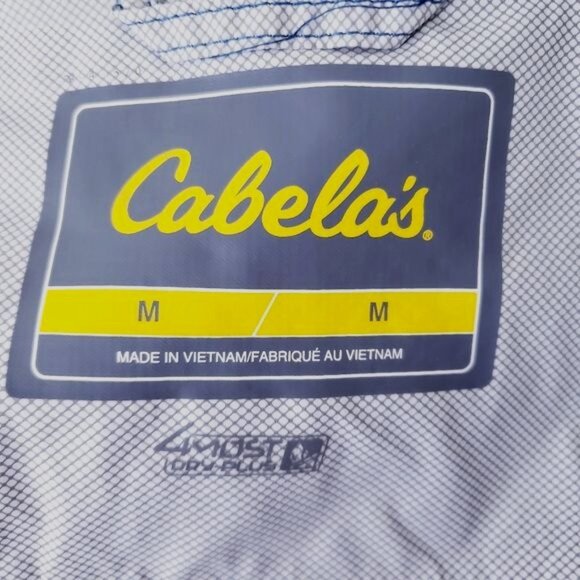 Cabela's®
M / M
MADE IN VIETNAM/FABRIQUÉ AU VIETNAM
4MOST
DRY-PLUS